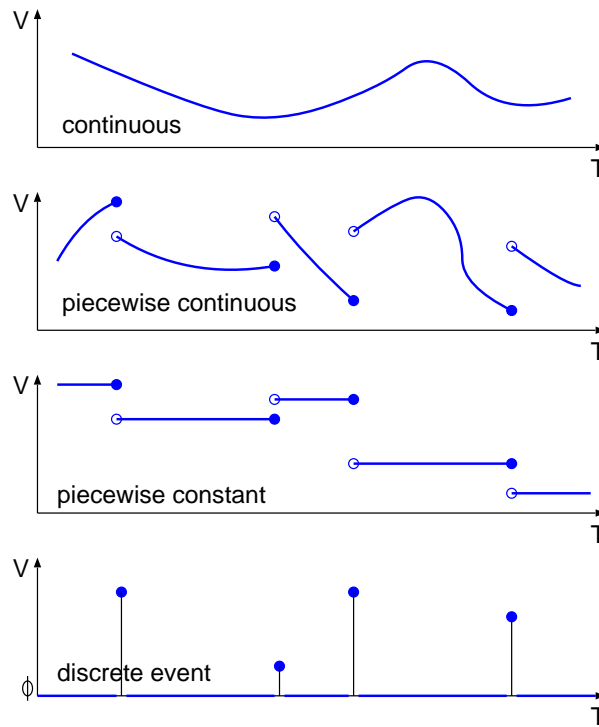 V
continuous
T
V
piecewise continuous
T
V
piecewise constant
T
V
discrete event
ϕ
T